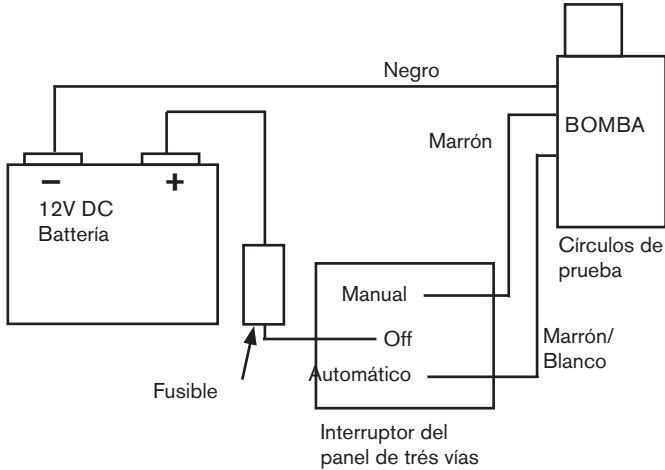 Negro
BOMBA
Marrón
−
+
12V DC
Battería
Círculos de
prueba
Manual
Off
Automático
Marrón/
Blanco
Fusible
Interruptor del
panel de trés vías